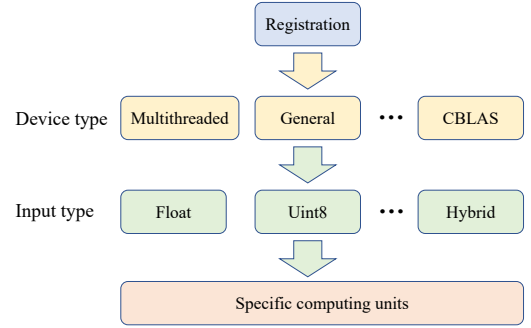 Registration
Device type Multithreaded General ••• CBLAS
Input type Float Uint8 ••• Hybrid
Specific computing units